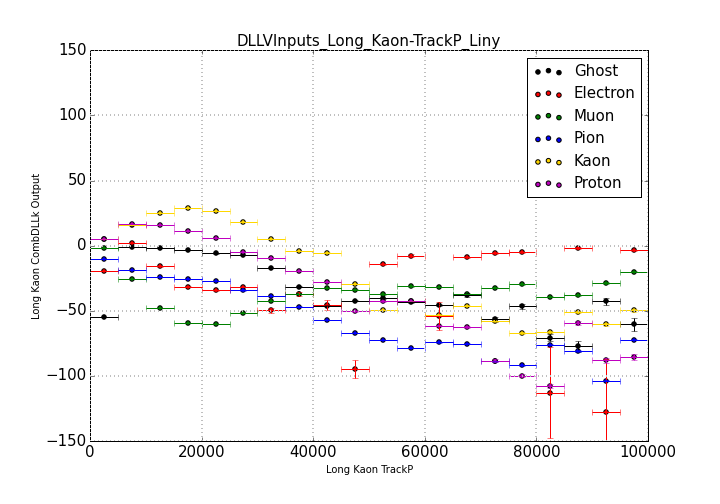 DLLVInputs_Long_Kaon-TrackP_Liny
150
100
50
0
−50
−100
−150
Long Kaon CombDLLk Output
Ghost
Electron
Muon
Pion
Kaon
Proton
0 20000 40000 60000 80000 100000
Long Kaon TrackP